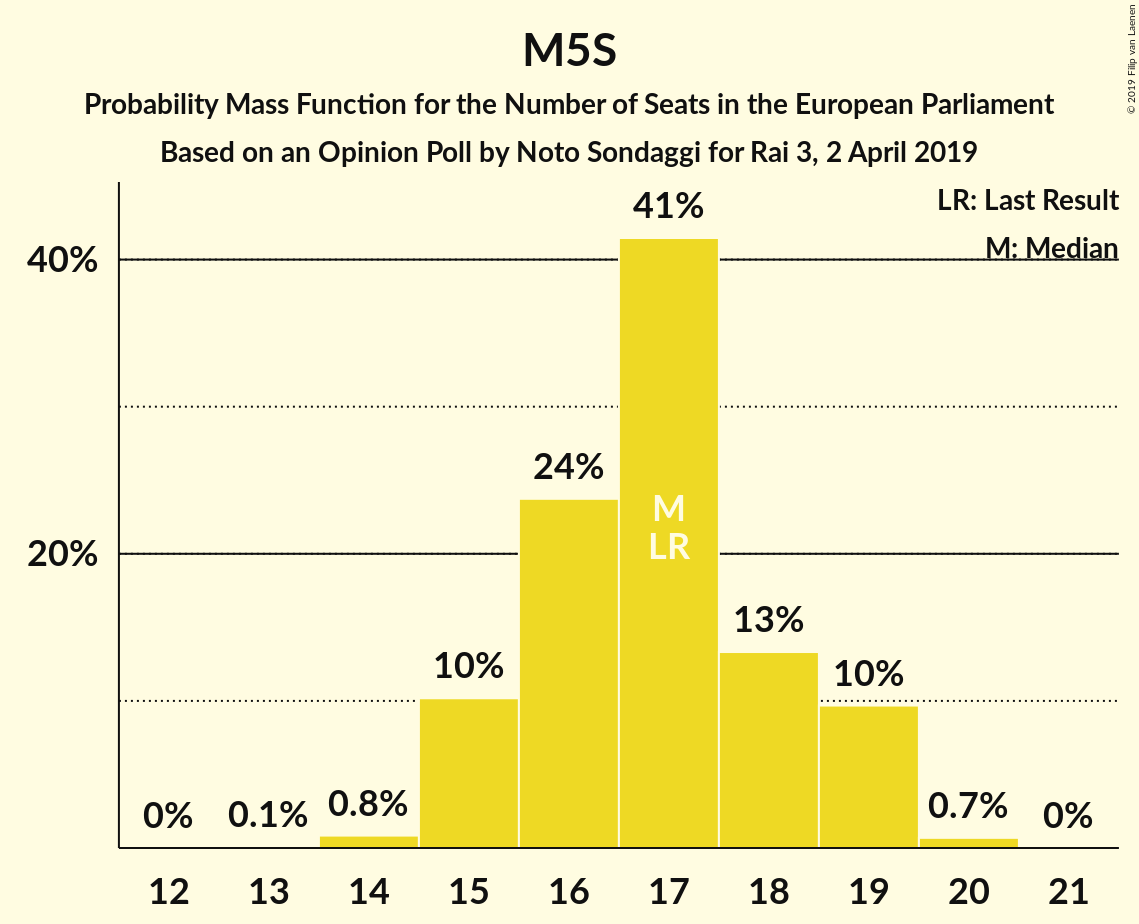 M5S
Probability Mass Function for the Number of Seats in the European Parliament
Based on an Opinion Poll by Noto Sondaggi for Rai 3, 2 April 2019
© 2019 Filip van Laenen
LR: Last Result
M: Median
40%
20%
0%
0.1%
0.8%
10%
24%
41%
13%
10%
0.7%
0%
M
LR
12 13 14 15 16 17 18 19 20 21